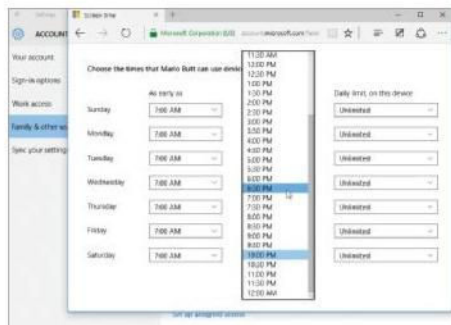 Screen time
ACCOUNT
Microsoft Corporation [US]
Your account
Sign-in options
Work access
Family & other
Sync your setting
Choose the times that Mario Butt can use
As early as
Daily limit, on this device
Sunday 7:00 AM Unlimited
Monday 7:00 AM Unlimited
Tuesday 7:00 AM Unlimited
Wednesday 7:00 AM Unlimited
Thursday 7:00 AM Unlimited
Friday 7:00 AM Unlimited
Saturday 7:00 AM Unlimited
11:30 AM
12:00 PM
12:30 PM
1:00 PM
1:30 PM
2:00 PM
2:30 PM
3:00 PM
3:30 PM
4:00 PM
4:30 PM
5:00 PM
5:30 PM
6:00 PM
6:30 PM
7:00 PM
7:30 PM
8:00 PM
8:30 PM
9:00 PM
9:30 PM
10:00 PM
10:30 PM
11:00 PM
11:30 PM
12:00 AM
Set up assigned access